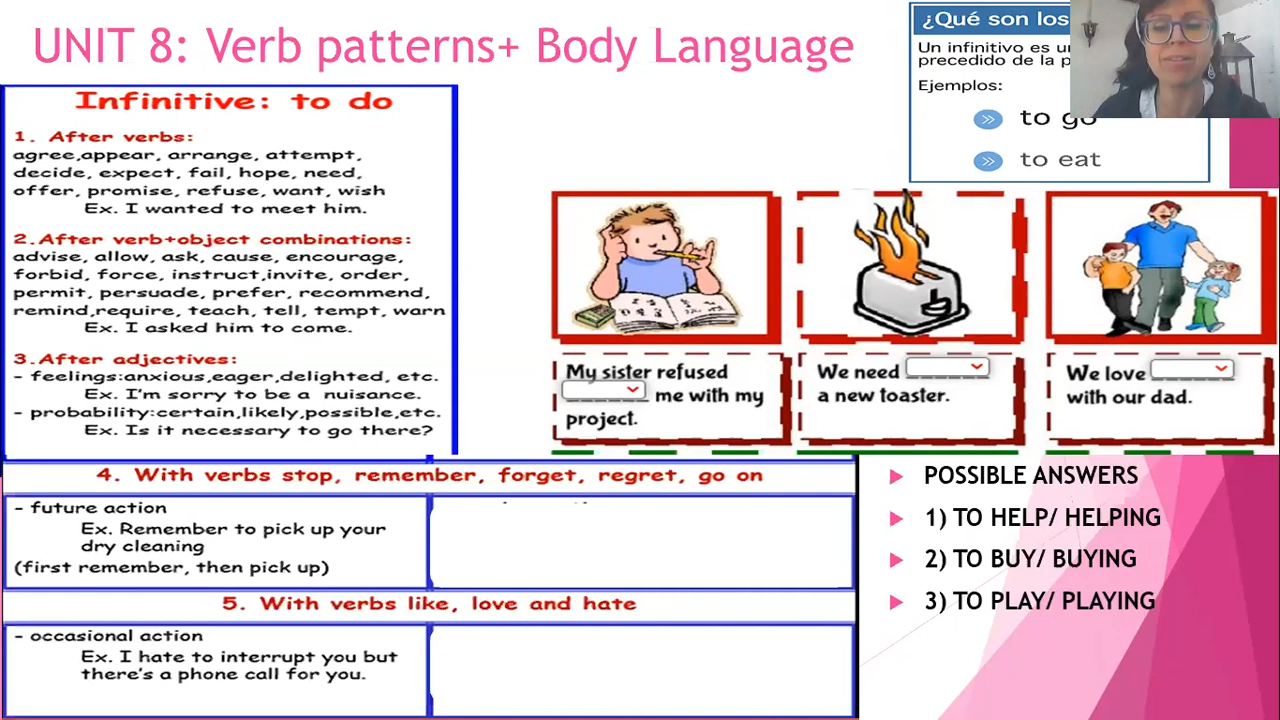 UNIT 8: Verb patterns+ Body Language
¿Qué son los
Un infinitivo es
precedido de la
Ejemplos:
to go
to eat
Infinitive: to do
1. After verbs:
agree,appear, arrange, attempt,
decide, expect, fail, hope, need,
offer, promise, refuse, want, wish
Ex. I wanted to meet him.
2.After verb+object combinations:
advise, allow, ask, cause, encourage,
forbid, force, instruct,invite, order,
permit, persuade, prefer, recommend,
remind,require, teach, tell, tempt, warn
Ex. I asked him to come.
3.After adjectives:
- feelings:anxious,eager,delighted, etc.
Ex. I'm sorry to be a nuisance.
- probability:certain,likely,possible,etc.
Ex. Is it necessary to go there?
My sister refused
me with my
project.
We need
a new toaster.
We love
with our dad.
4. With verbs stop, remember, forget, regret, go on
- future action
Ex. Remember to pick up your
dry cleaning
(first remember, then pick up)
5. With verbs like, love and hate
- occasional action
Ex. I hate to interrupt you but
there's a phone call for you.
POSSIBLE ANSWERS
1) TO HELP/ HELPING
2) TO BUY/ BUYING
3) TO PLAY/ PLAYING